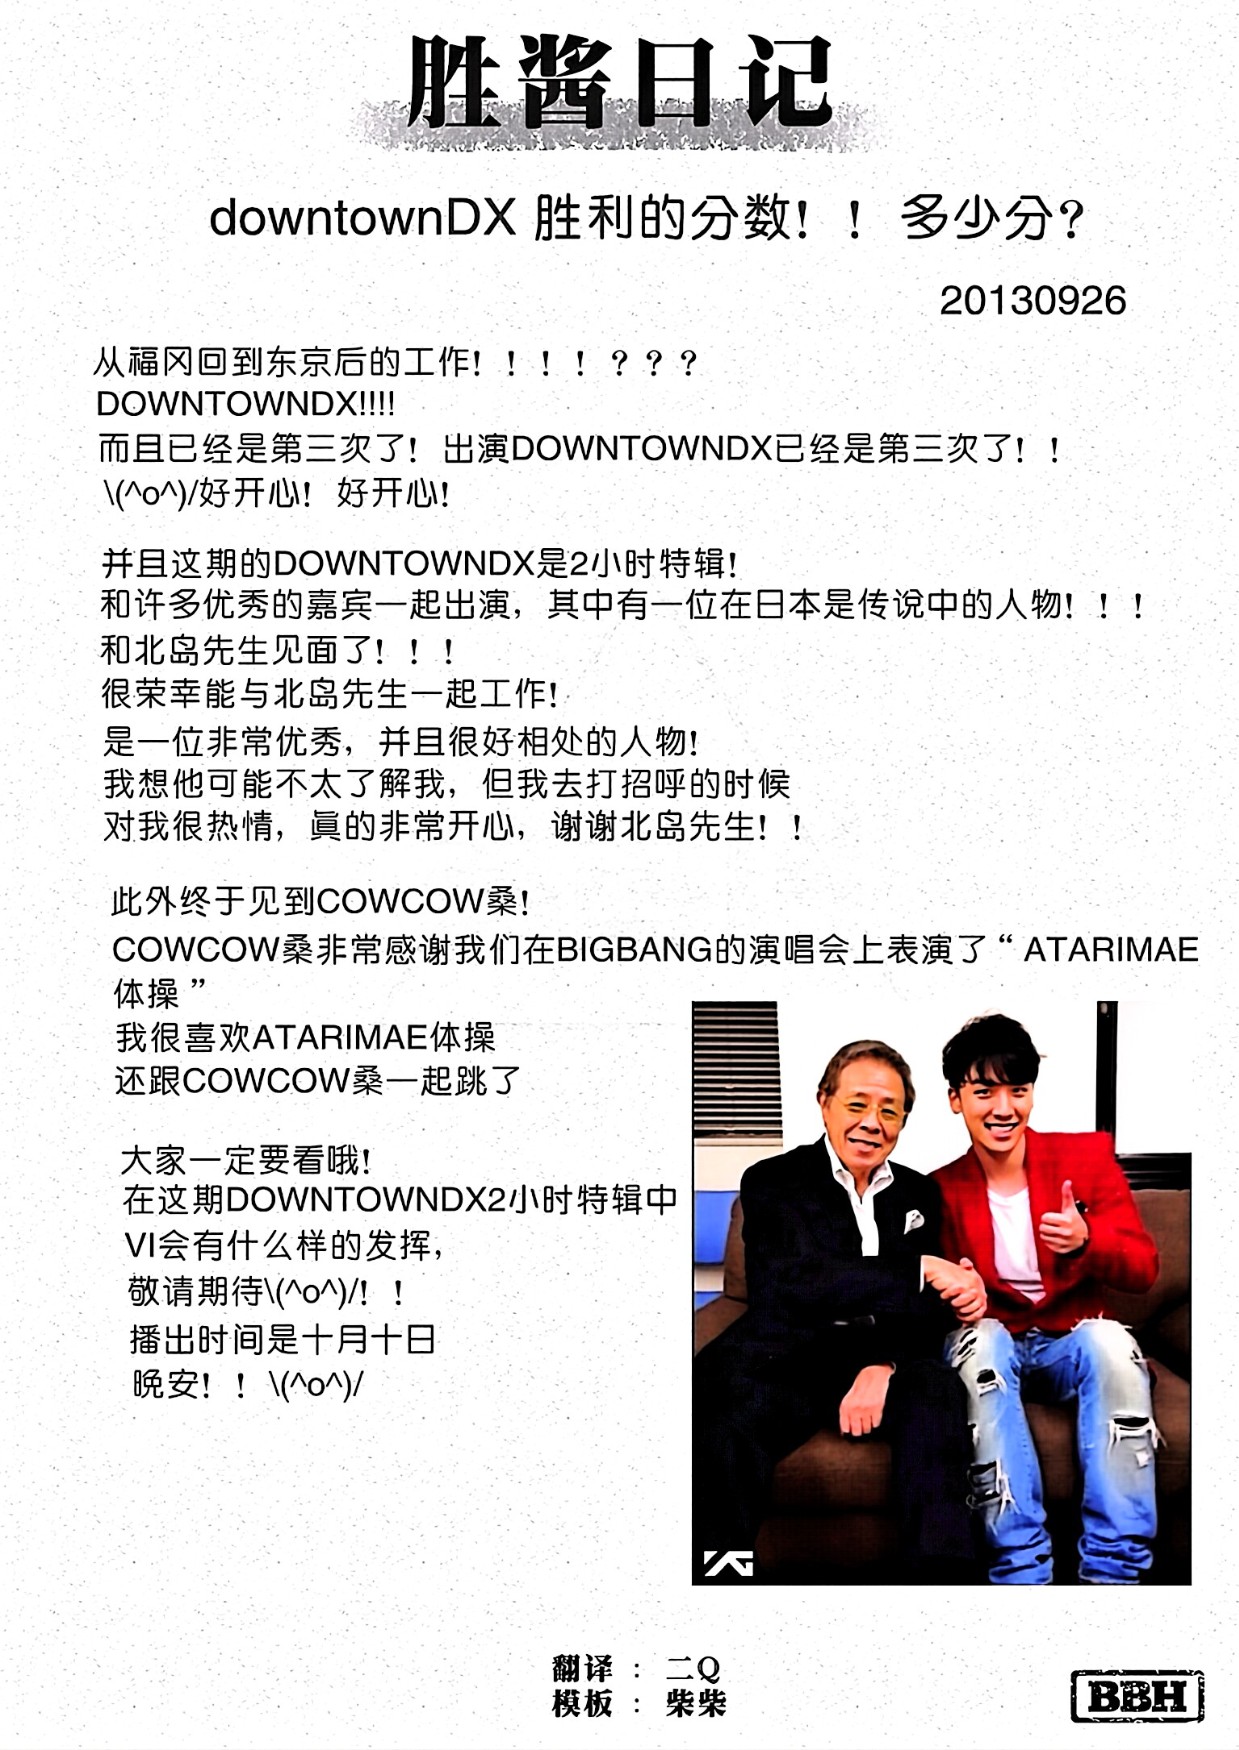 胜酱日记
downtownDX 胜利的分数！！ 多少分？
20130926
从福冈回到东京后的工作！！！！？？？
DOWNTOWNDX!!!!
而且已经是第三次了！出演DOWNTOWNDX已经是第三次了！！
\(^o^)/好开心！好开心！
并且这期的DOWNTOWNDX是2小时特辑！
和许多优秀的嘉宾一起出演，其中有一位在日本是传说中的人物！！！
和北岛先生见面了！！！
很荣幸能与北岛先生一起工作！
是一位非常优秀，并且很好相处的人物！
我想他可能不太了解我，但我去打招呼的时候
对我很热情，真的非常开心，谢谢北岛先生！！
此外终于见到COWCOW桑！
COWCOW桑非常感谢我们在BIGBANG的演唱会上表演了“ATARIMAE
体操”
我很喜欢ATARIMAE体操
还跟COWCOW桑一起跳了
大家一定要看哦！
在这期DOWNTOWNDX2小时特辑中
VI会有什么样的发挥，
敬请期待\(^o^)/！！
播出时间是十月十日
晚安！！\(^o^)/
YG
翻译：二Q
模板：柴柴
BBH